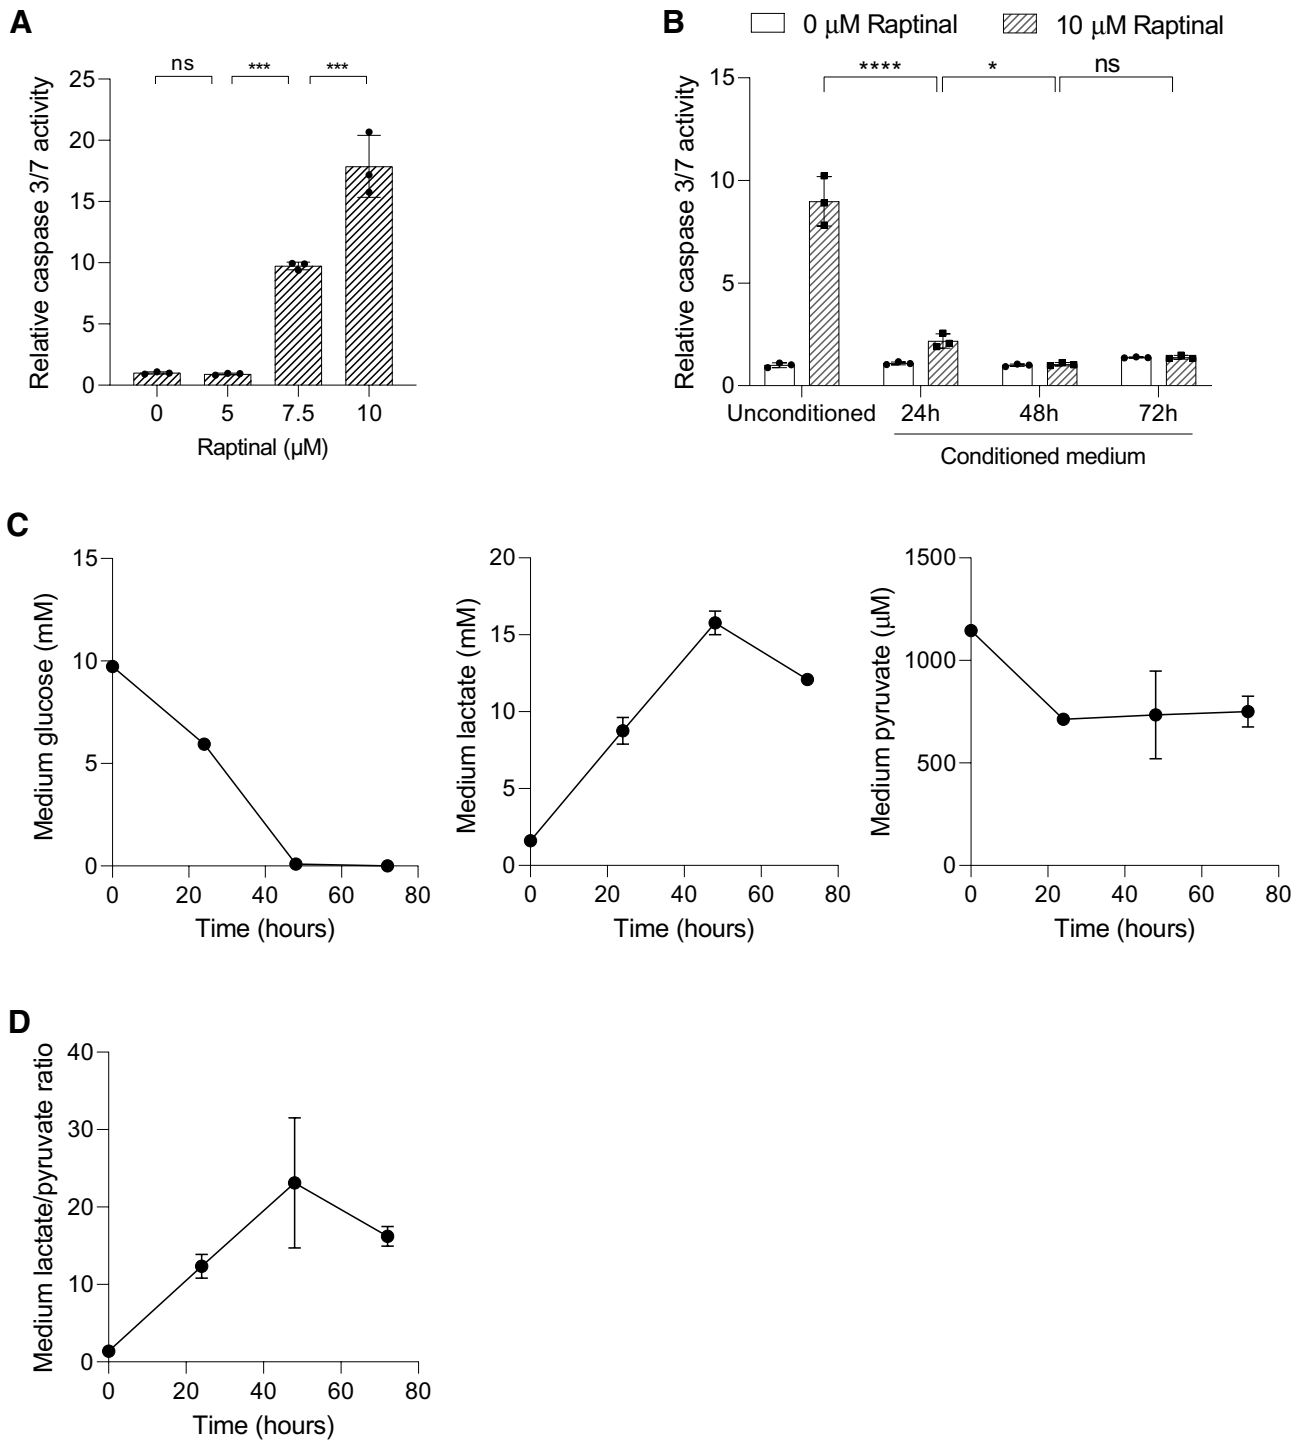 A
ns
***
***
25
20
15
10
5
0
Relative caspase 3/7 activity
0
5
7.5
10
Raptinal (µM)
B
0 µM Raptinal
10 µM Raptinal
****
*
ns
15
10
5
0
Relative caspase 3/7 activity
Unconditioned
24h
48h
72h
Conditioned medium
C
15
10
5
0
Medium glucose (mM)
0
20
40
60
80
Time (hours)
20
15
10
5
0
Medium lactate (mM)
0
20
40
60
80
Time (hours)
1500
1000
500
0
Medium pyruvate (µM)
0
20
40
60
80
Time (hours)
D
40
30
20
10
0
Medium lactate/pyruvate ratio
0
20
40
60
80
Time (hours)